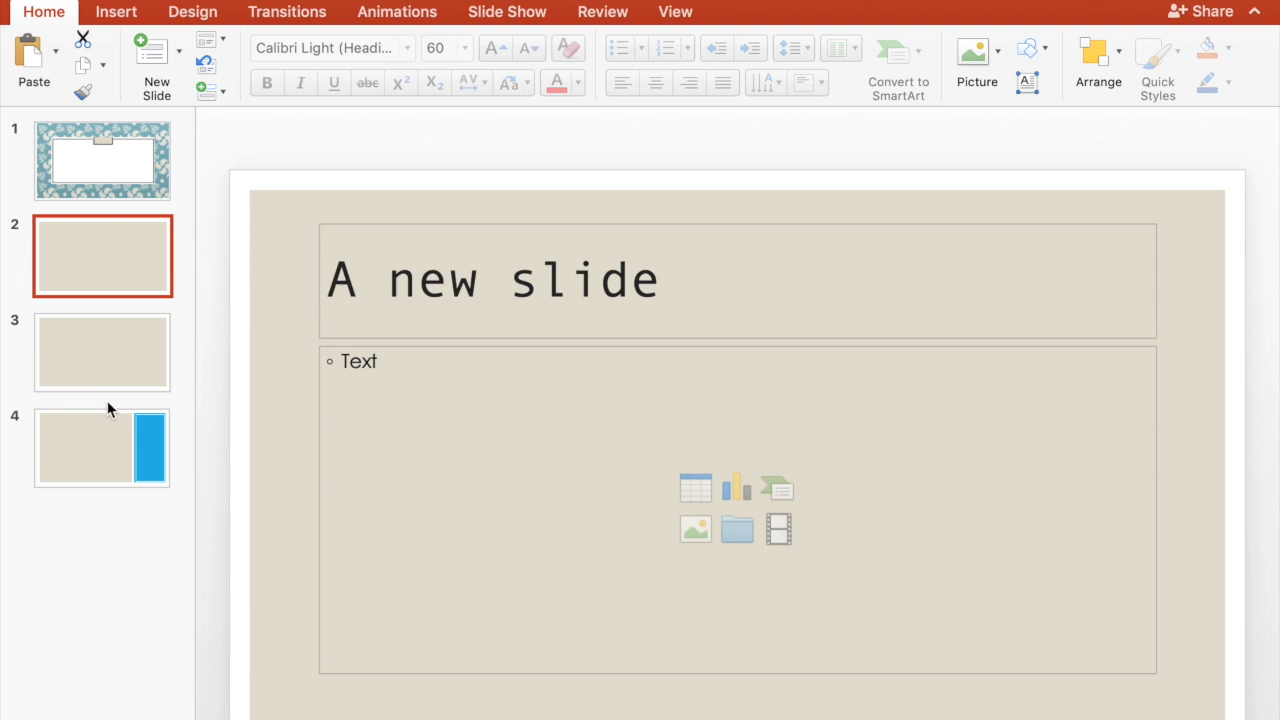 Home Insert Design Transitions Animations Slide Show Review View Share
Paste
New
Slide
Calibri Light (Headi... 60
B I U abc X² X₂ AV Aa A
Convert to
SmartArt
Picture
A
Arrange
Quick
Styles
1
2
3
4
A new slide
Text